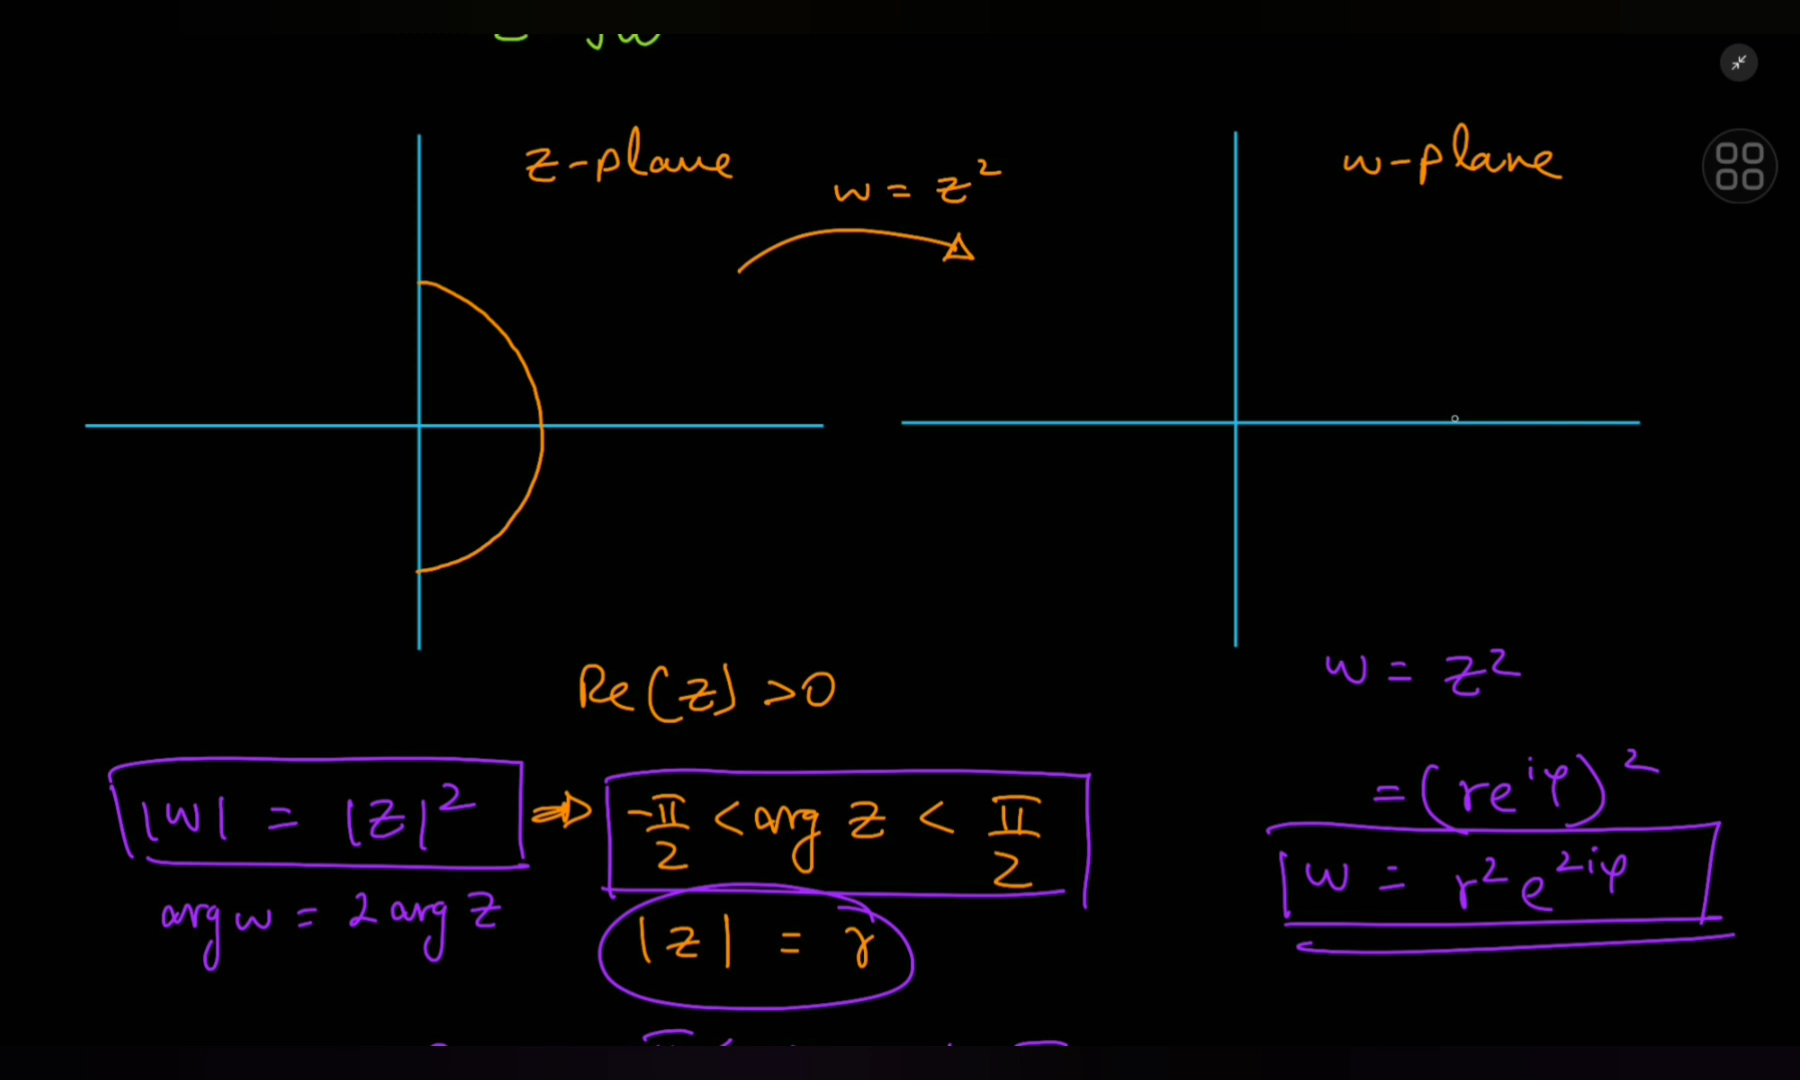 z-plane
w = z²
w-plane
Re(z) >0
w = z²
= (re^{iφ})²
|w| = |z|² ⇒ -π/2 < arg z < π/2
w = r²e^{2iφ}
arg w = 2 arg z
|z| = r